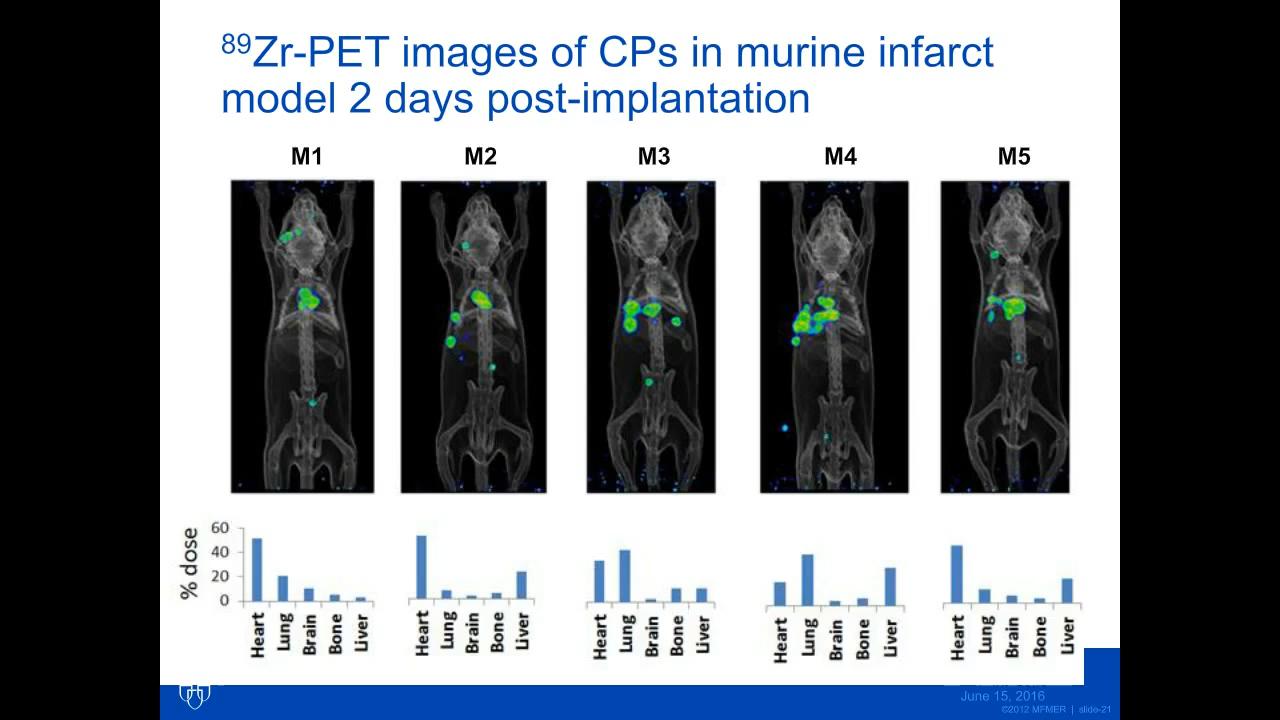 89Zr-PET images of CPs in murine infarct
model 2 days post-implantation
M1 M2 M3 M4 M5
% dose
60
40
20
0
Heart Lung Brain Bone Liver
Heart Lung Brain Bone Liver
Heart Lung Brain Bone Liver
Heart Lung Brain Bone Liver
Heart Lung Brain Bone Liver
June 15, 2016
©2012 MFMER | slide-21